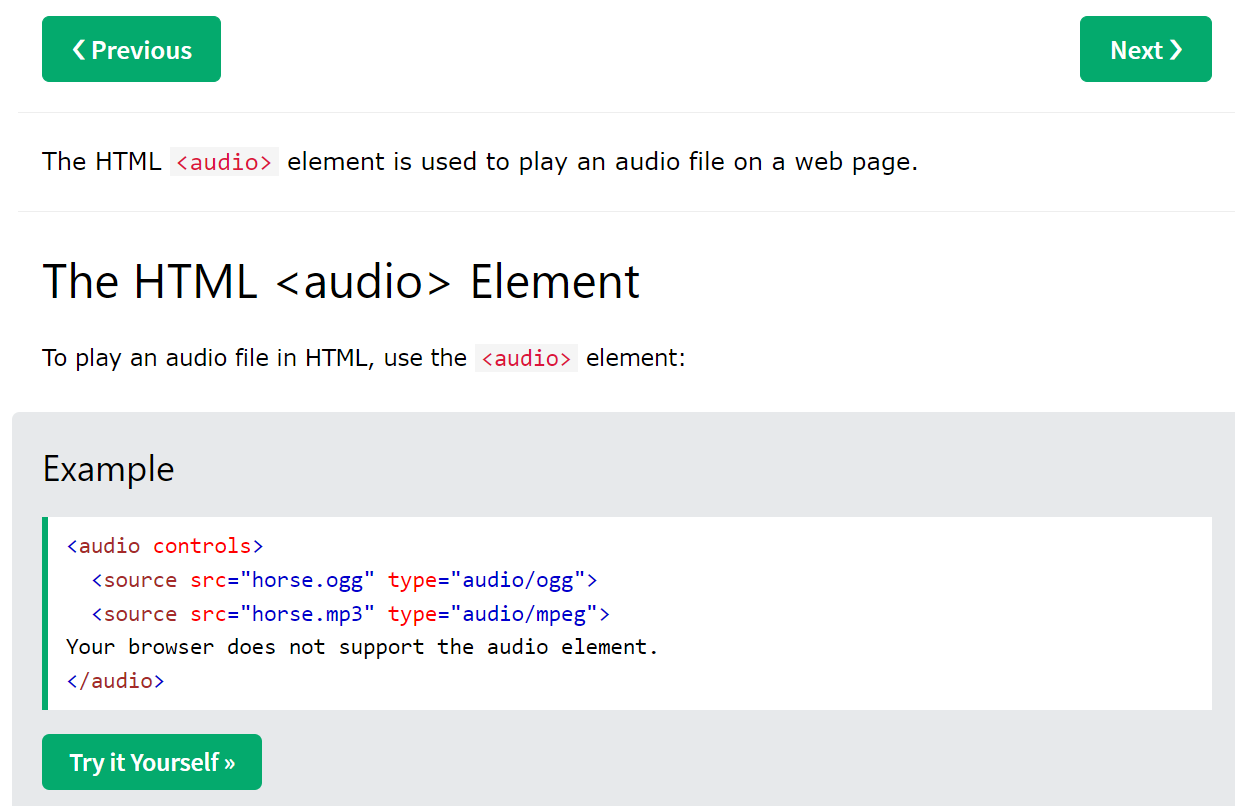 ❮ Previous
Next ❯
The HTML <audio> element is used to play an audio file on a web page.
The HTML <audio> Element
To play an audio file in HTML, use the <audio> element:
Example
<audio controls>
  <source src="horse.ogg" type="audio/ogg">
  <source src="horse.mp3" type="audio/mpeg">
Your browser does not support the audio element.
</audio>
Try it Yourself »